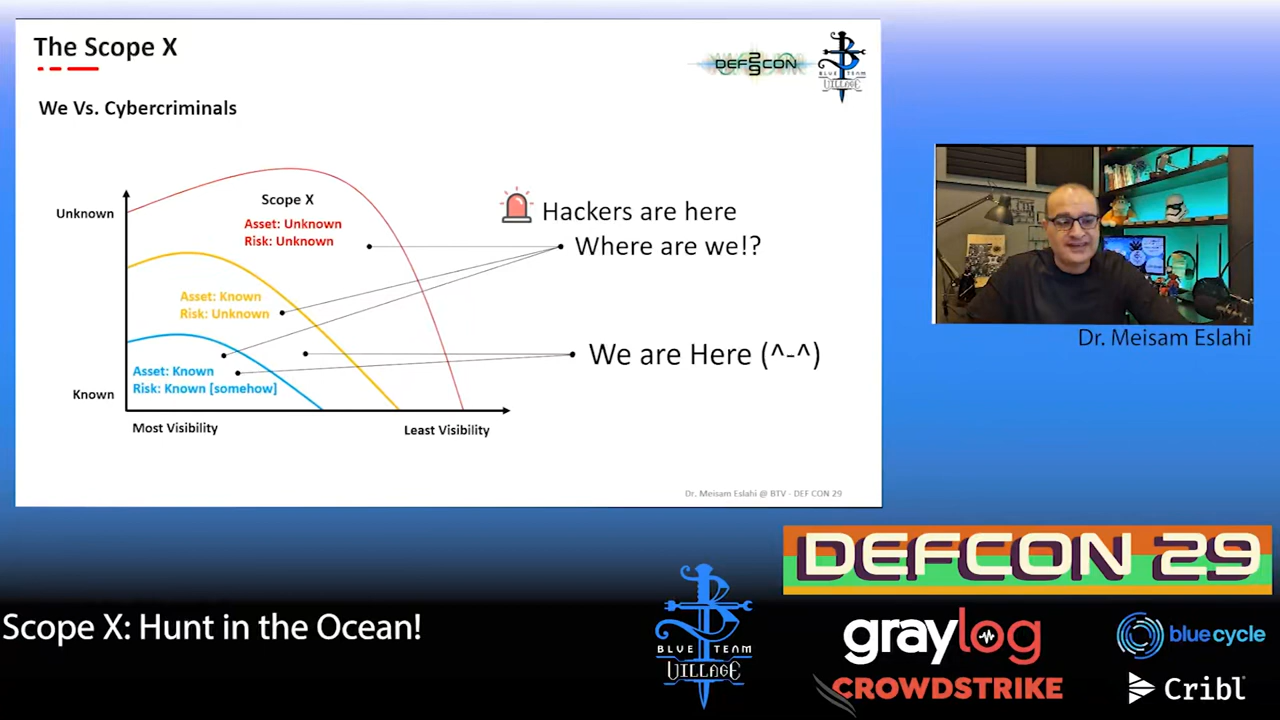 The Scope X
DEFCON
29
BLUE TEAM
VILLAGE
We Vs. Cybercriminals
Unknown
Scope X
Asset: Unknown
Risk: Unknown
Hackers are here
Where are we!?
Asset: Known
Risk: Unknown
We are Here (^-^)
Asset: Known
Risk: Known [somehow]
Known
Most Visibility
Least Visibility
Dr. Meisam Eslahi @ BTV - DEF CON 29
Dr. Meisam Eslahi
Scope X: Hunt in the Ocean!
BLUE TEAM
VILLAGE
DEFCON 29
graylog
bluecycle
CROWDSTRIKE
Cribl